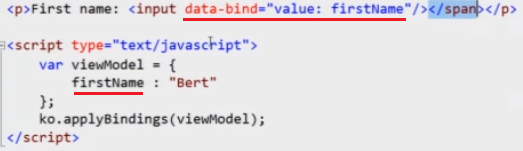 <p>First name: <input data-bind="value: firstName"/></span></p>
<script type="text/javascript">
var viewModel = {
firstName : "Bert"
};
ko.applyBindings(viewModel);
</script>